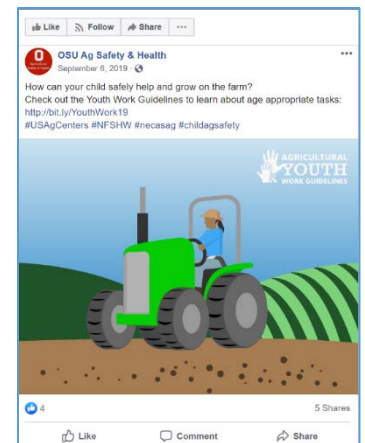 Like Follow Share ...
OSU Ag Safety & Health
September 6, 2019
How can your child safely help and grow on the farm?
Check out the Youth Work Guidelines to learn about age appropriate tasks:
http://bit.ly/YouthWork19
#USAgCenters #NFSHW #necasag #childagsafety
AGRICULTURAL
YOUTH
WORK GUIDELINES
4 5 Shares
Like Comment Share